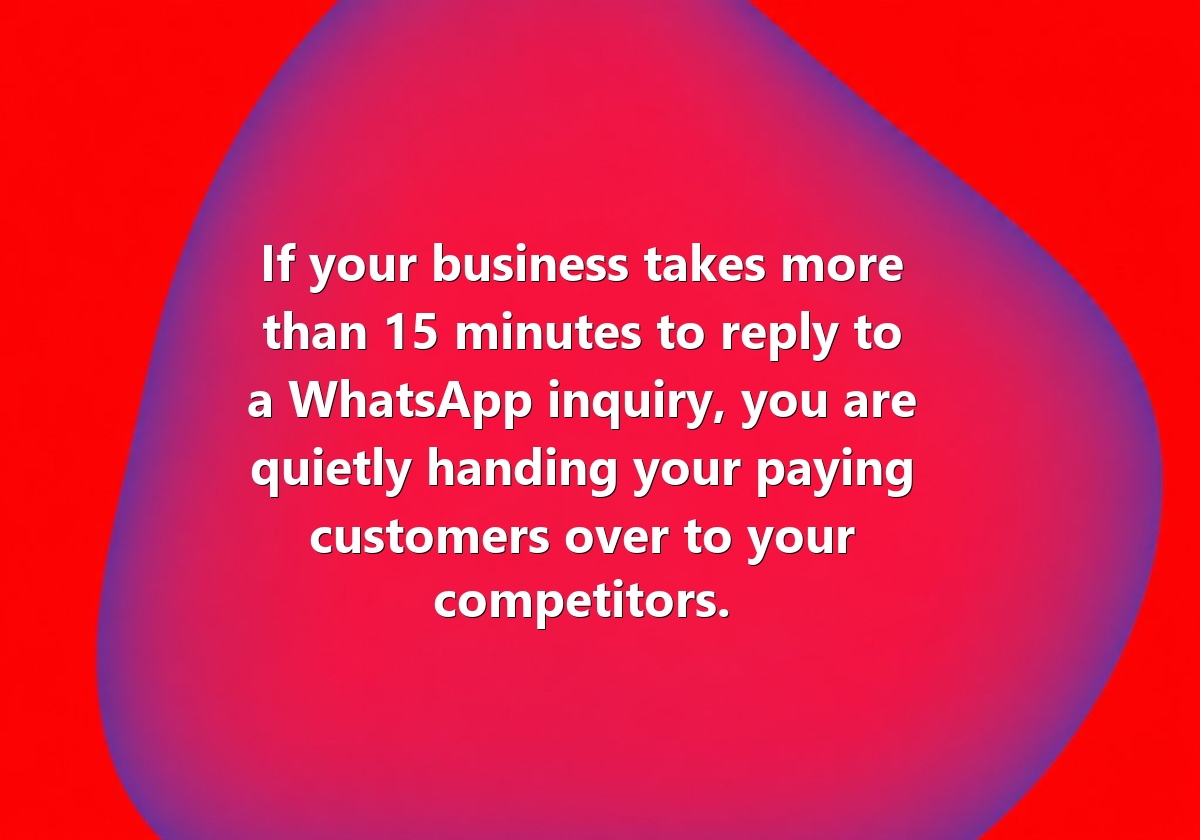 If your business takes more
than 15 minutes to reply to
a WhatsApp inquiry, you are
quietly handing your paying
customers over to your
competitors.